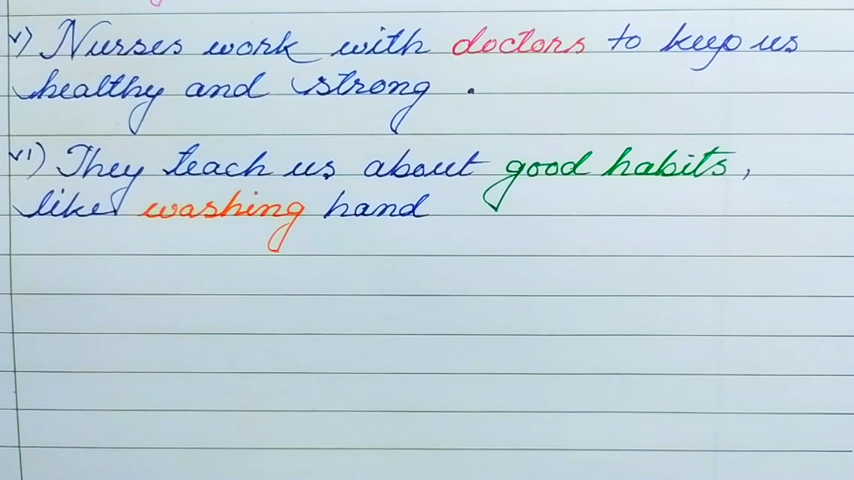 v) Nurses work with doctors to keep us
healthy and strong .
vi) They teach us about good habits,
like washing hand